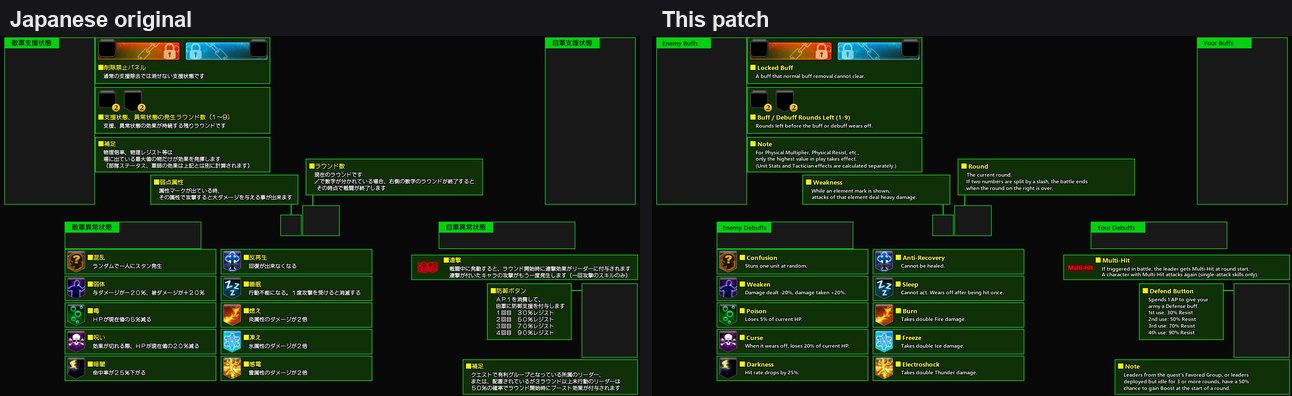 Japanese original
敵軍支援状態
自軍支援状態
■削除禁止パネル
通常の支援除去では消せない支援状態です
2
2
■支援状態、異常状態の発生ラウンド数（1～9）
支援、異常状態の効果が持続する残りラウンドです
■補足
物理倍率、物理レジスト等は
場に出ている最大値の物だけが効果を発揮します
（部隊ステータス、軍師の効果は上記とは別に計算されます）
■ラウンド数
現在のラウンドです
／で数字が分かれている場合、右側の数字のラウンドが終了すると
その時点で戦闘が終了します
■弱点属性
属性マークが出ている時、
その属性で攻撃すると大ダメージを与える事が出来ます
敵軍異常状態
自軍異常状態
■混乱
ランダムで一人にスタン発生
■弱体
与ダメージが－20％、被ダメージが＋20％
■毒
ＨＰが現在値の5％減る
■呪い
効果が切れる際、ＨＰが現在値の20％減る
■暗闇
命中率が25％下がる
■反再生
回復が出来なくなる
■睡眠
行動不能になる。1度攻撃を受けると消滅する
■燃え
炎属性のダメージが2倍
■凍え
氷属性のダメージが2倍
■感電
雷属性のダメージが2倍
■連撃
戦闘中に発動すると、ラウンド開始時に連撃効果がリーダーに付与されます
連撃が付いたキャラの攻撃がもう一度発生します（一回攻撃のスキルのみ）
■防御ボタン
ＡＰ1を消費して、
自軍に防御支援を付与します
1回目　30％レジスト
2回目　50％レジスト
3回目　70％レジスト
4回目　90％レジスト
■補足
クエストで有利グループとなっている所属のリーダー、
または、配置されているが3ラウンド以上未行動のリーダーは
50％の確率でラウンド開始時にブースト効果が付与されます
This patch
Enemy Buffs
Your Buffs
■ Locked Buff
A buff that normal buff removal cannot clear.
2
2
■ Buff / Debuff Rounds Left (1-9)
Rounds left before the buff or debuff wears off.
■ Note
For Physical Multiplier, Physical Resist, etc.,
only the highest value in play takes effect.
(Unit Stats and Tactician effects are calculated separately.)
■ Round
The current round.
If two numbers are split by a slash, the battle ends
when the round on the right is over.
■ Weakness
While an element mark is shown,
attacks of that element deal heavy damage.
Enemy Debuffs
Your Debuffs
■ Confusion
Stuns one unit at random.
■ Weaken
Damage dealt -20%, damage taken +20%.
■ Poison
Loses 5% of current HP.
■ Curse
When it wears off, loses 20% of current HP.
■ Darkness
Hit rate drops by 25%.
■ Anti-Recovery
Cannot be healed.
■ Sleep
Cannot act. Wears off after being hit once.
■ Burn
Takes double Fire damage.
■ Freeze
Takes double Ice damage.
■ Electroshock
Takes double Thunder damage.
Multi-Hit
■ Multi-Hit
If triggered in battle, the leader gets Multi-Hit at round start.
A character with Multi-Hit attacks again (single-attack skills only).
■ Defend Button
Spends 1 AP to give your
army a Defense buff.
1st use: 30% Resist
2nd use: 50% Resist
3rd use: 70% Resist
4th use: 90% Resist
■ Note
Leaders from the quest's Favored Group, or leaders
deployed but idle for 3 or more rounds, have a 50%
chance to gain Boost at the start of a round.